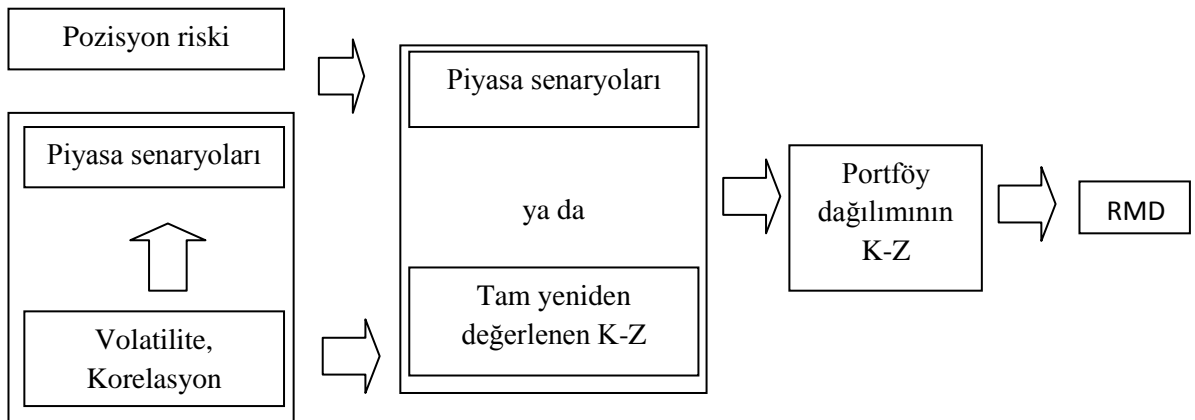 Pozisyon riski
Piyasa senaryoları
Volatilite,
Korelasyon
Piyasa senaryoları
ya da
Tam yeniden
değerlenen K-Z
Portföy
dağılımının
K-Z
RMD